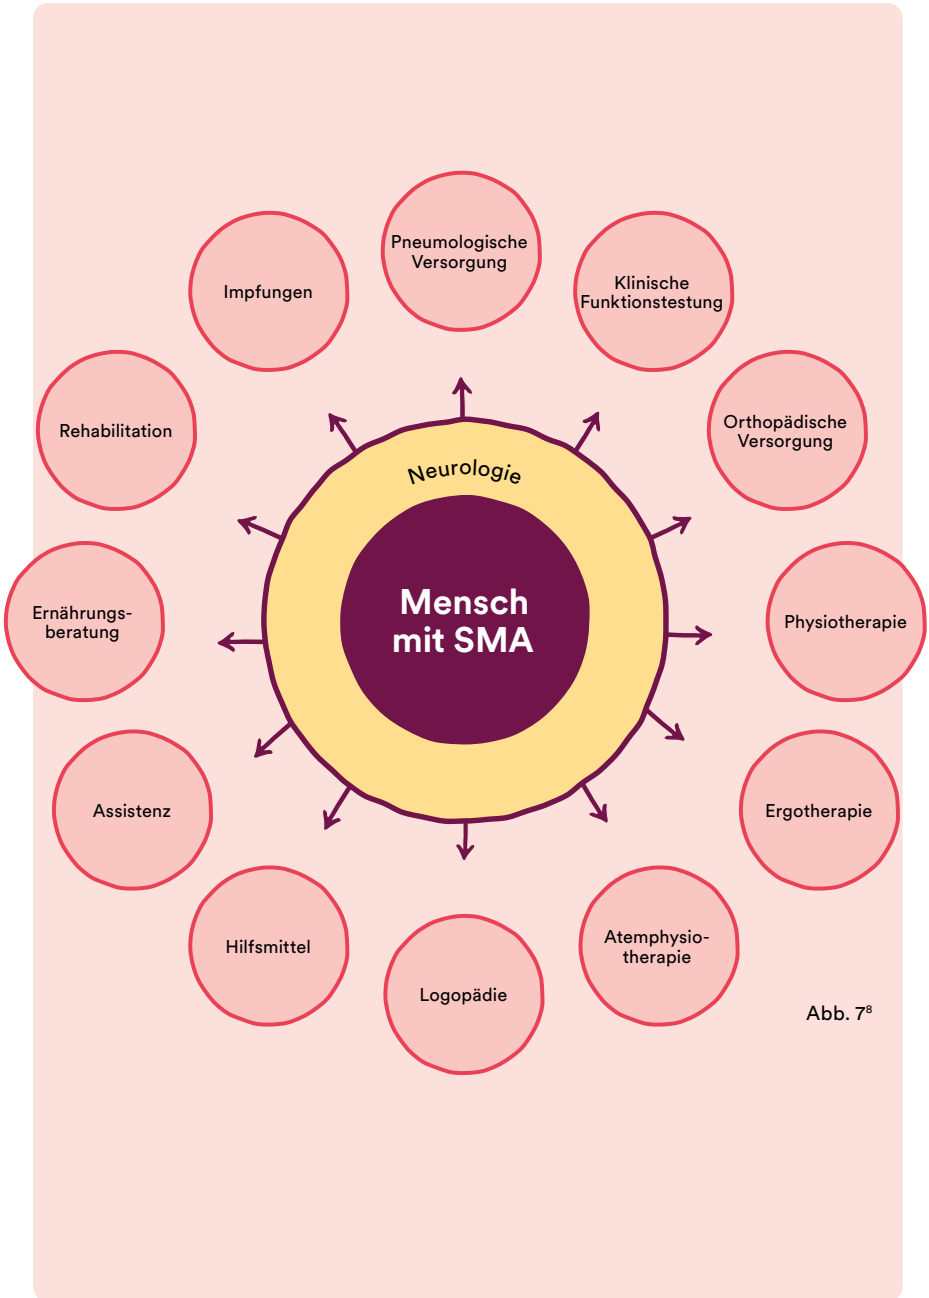 Pneumologische
Versorgung
Klinische
Funktionstestung
Impfungen
Orthopädische
Versorgung
Rehabilitation
Neurologie
Mensch
mit SMA
Ernährungs-
beratung
Physiotherapie
Assistenz
Ergotherapie
Hilfsmittel
Atemphysio-
therapie
Logopädie
Abb. 7⁸